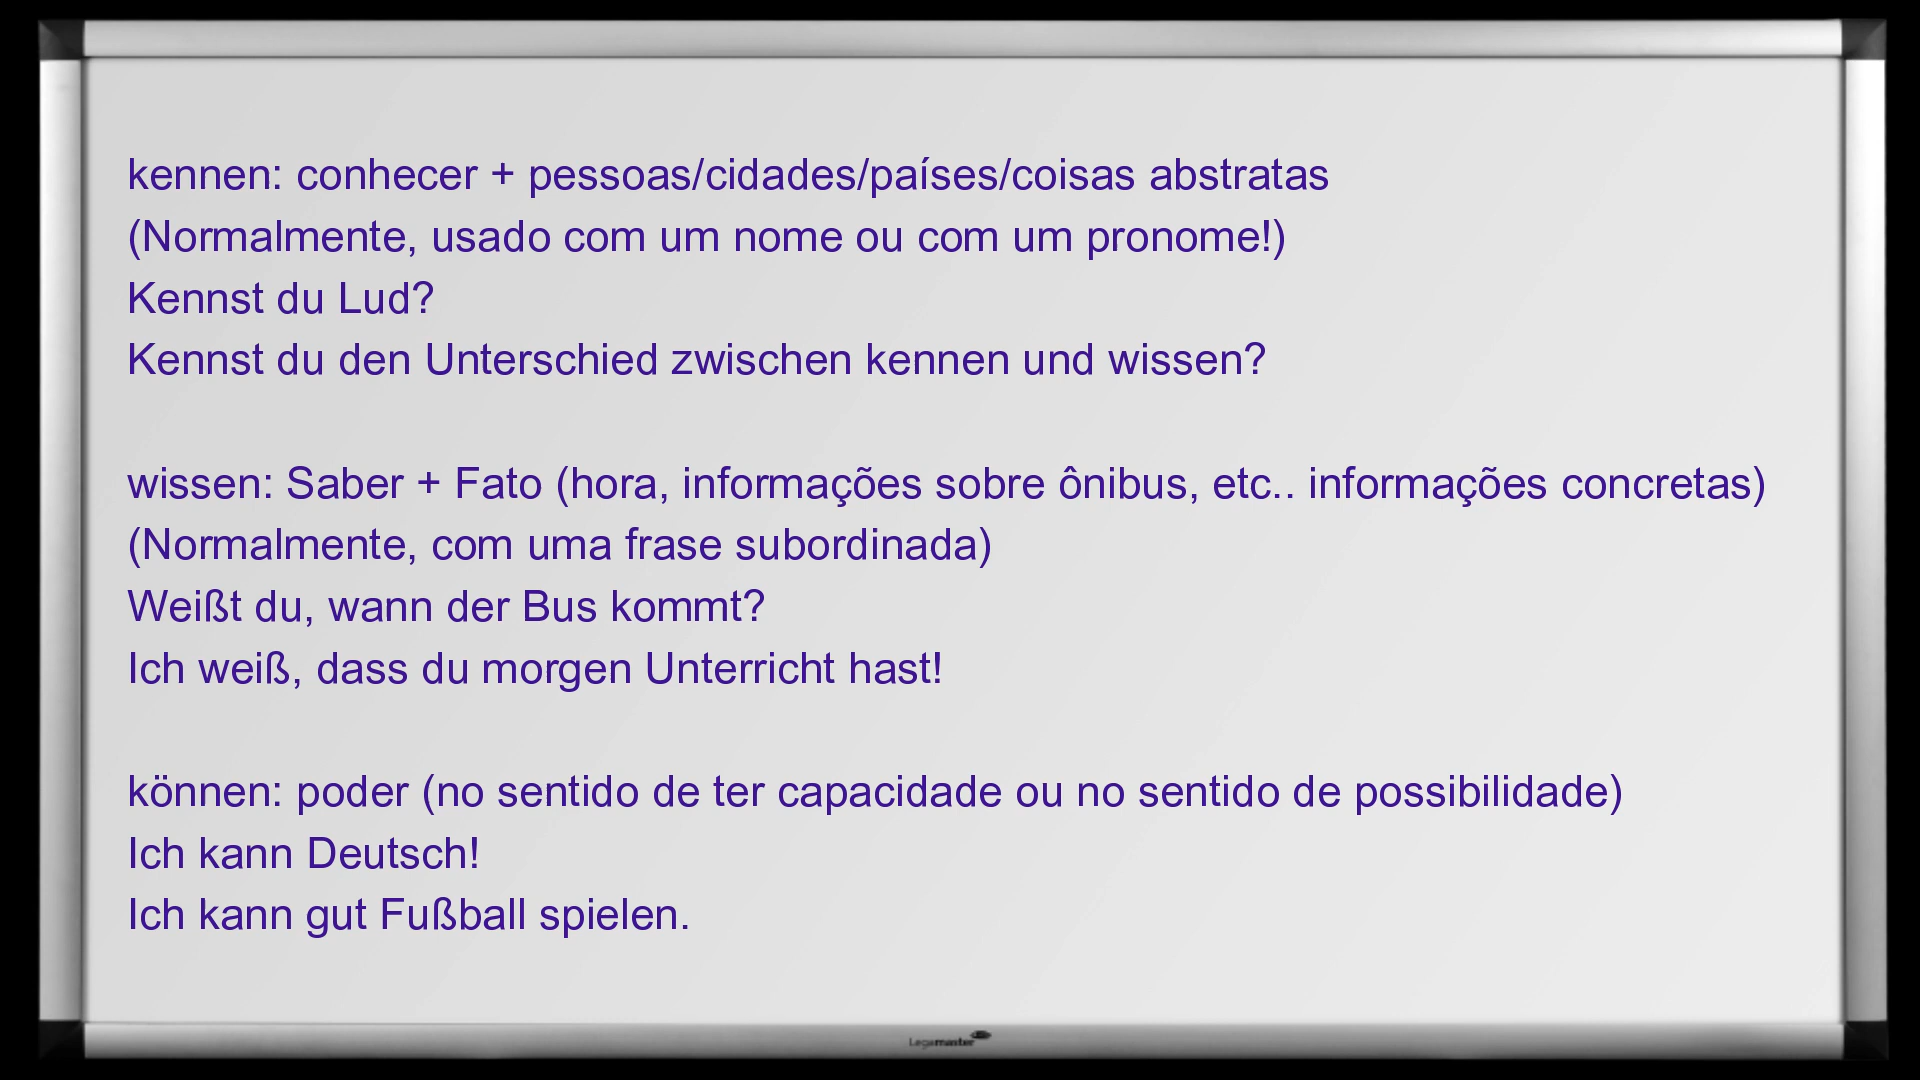 kennen: conhecer + pessoas/cidades/países/coisas abstratas
(Normalmente, usado com um nome ou com um pronome!)
Kennst du Lud?
Kennst du den Unterschied zwischen kennen und wissen?
wissen: Saber + Fato (hora, informações sobre ônibus, etc.. informações concretas)
(Normalmente, com uma frase subordinada)
Weißt du, wann der Bus kommt?
Ich weiß, dass du morgen Unterricht hast!
können: poder (no sentido de ter capacidade ou no sentido de possibilidade)
Ich kann Deutsch!
Ich kann gut Fußball spielen.
Legamaster